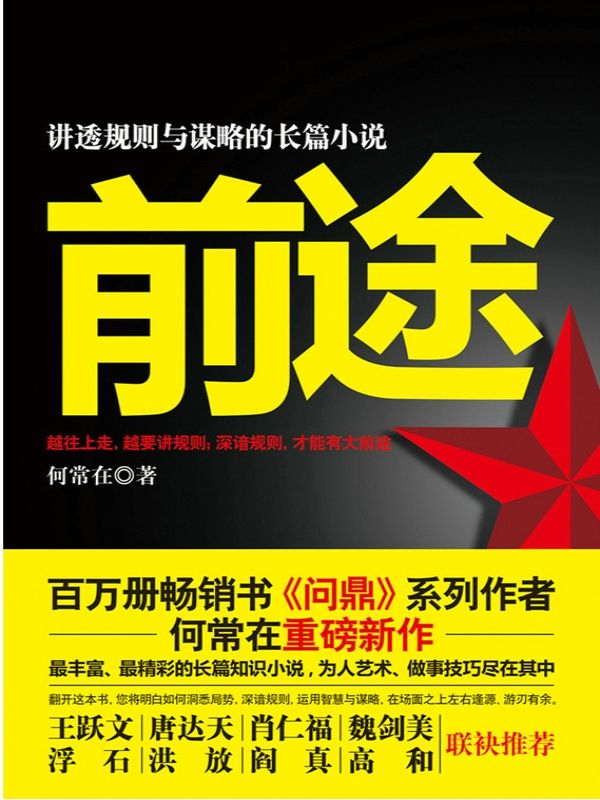 讲透规则与谋略的长篇小说
前途
越往上走，越要讲规则；深谙规则，才能有大前途
何常在◎著
百万册畅销书《问鼎》系列作者
何常在重磅新作
最丰富、最精彩的长篇知识小说，为人艺术、做事技巧尽在其中
翻开这本书，您将明白如何洞悉局势，深谙规则，运用智慧与谋略，在场面之上左右逢源、游刃有余。
王跃文 唐达天 肖仁福 魏剑美
浮石 洪放 阎真 高和
联袂推荐